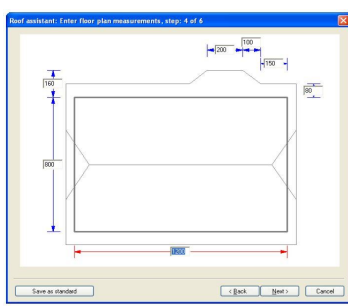 Roof assistant: Enter floor plan measurements, step: 4 of 6
100
200
150
160
80
800
1200
Save as standard
< Back
Next >
Cancel